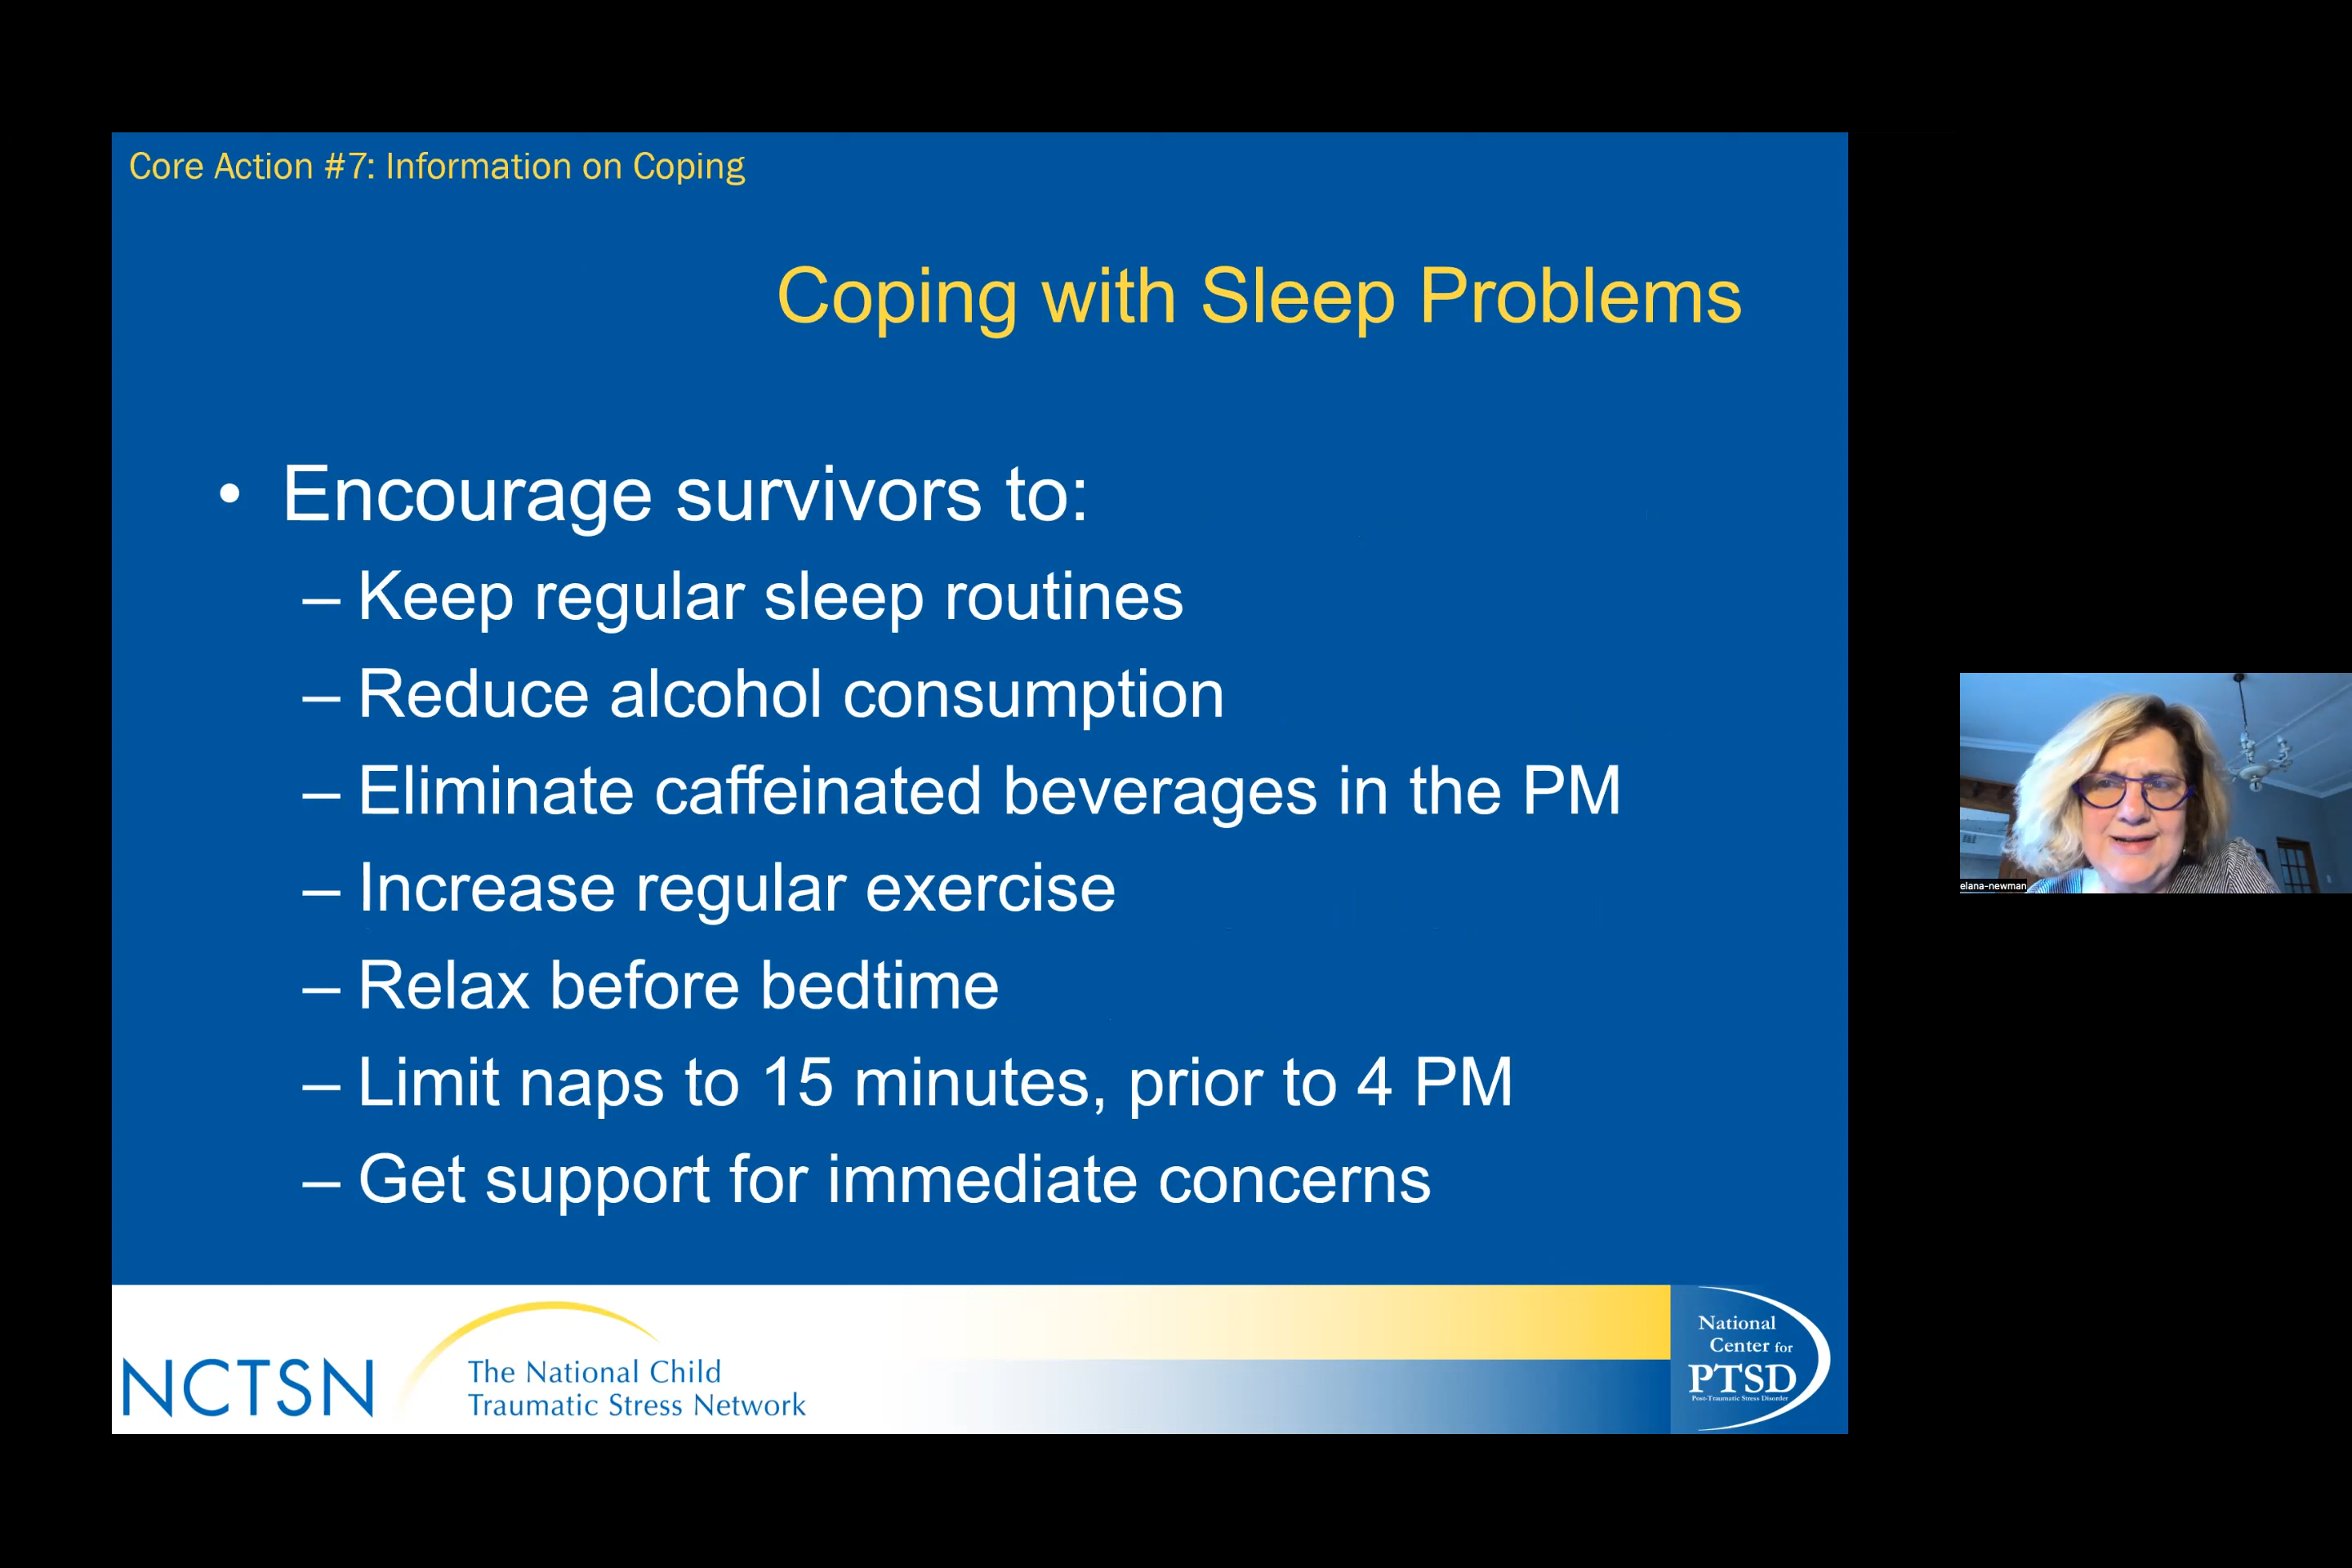 Core Action #7: Information on Coping
Coping with Sleep Problems
• Encourage survivors to:
– Keep regular sleep routines
– Reduce alcohol consumption
– Eliminate caffeinated beverages in the PM
– Increase regular exercise
– Relax before bedtime
– Limit naps to 15 minutes, prior to 4 PM
– Get support for immediate concerns
elana-newman
NCTSN
The National Child
Traumatic Stress Network
National
Center for
PTSD
Post-Traumatic Stress Disorder